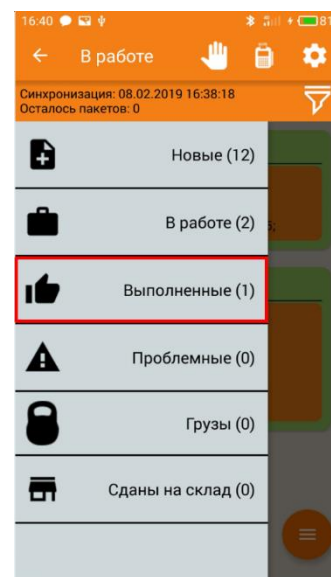 16:40 81
В работе
Синхронизация: 08.02.2019 16:38:18
Осталось пакетов: 0
Новые (12)
В работе (2)
Выполненные (1)
Проблемные (0)
Грузы (0)
Сданы на склад (0)